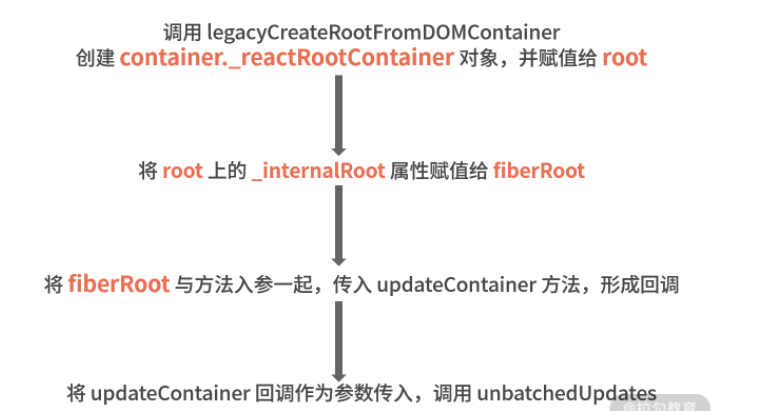 调用 legacyCreateRootFromDOMContainer
创建 container._reactRootContainer 对象，并赋值给 root
将 root 上的 _internalRoot 属性赋值给 fiberRoot
将 fiberRoot 与方法入参一起，传入 updateContainer 方法，形成回调
将 updateContainer 回调作为参数传入，调用 unbatchedUpdates
@拉勾教育